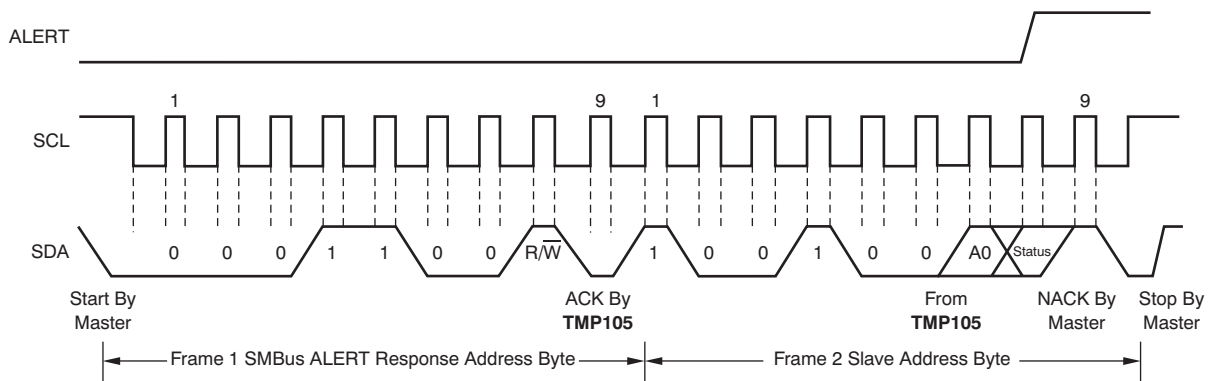 ALERT
1 9 1 9
SCL
SDA
0 0 0 1 1 0 0 R/W̅ 1 0 0 1 0 0 A0 Status
Start By
Master
ACK By
TMP105
From
TMP105
NACK By
Master
Stop By
Master
Frame 1 SMBus ALERT Response Address Byte
Frame 2 Slave Address Byte